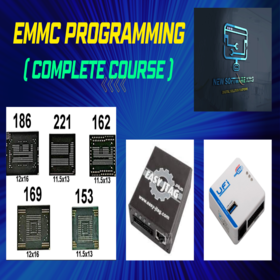 EMMC PROGRAMMING
( COMPLETE COURSE )
186
221
162
12x16
11.5x13
11.5x13
169
153
12x16
11.5x13
EASY JTAG
UFI